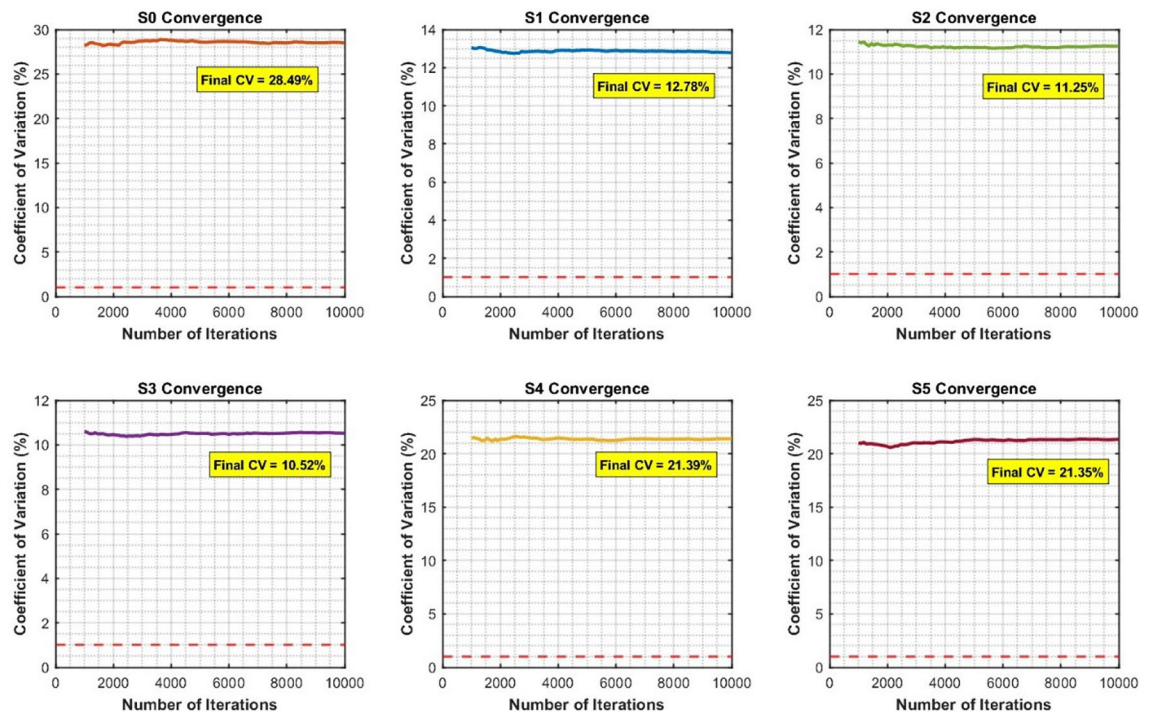 S0 Convergence
Coefficient of Variation (%)
30
25
20
15
10
5
0
Final CV = 28.49%
0 2000 4000 6000 8000 10000
Number of Iterations
S1 Convergence
Coefficient of Variation (%)
14
12
10
8
6
4
2
0
Final CV = 12.78%
0 2000 4000 6000 8000 10000
Number of Iterations
S2 Convergence
Coefficient of Variation (%)
12
10
8
6
4
2
0
Final CV = 11.25%
0 2000 4000 6000 8000 10000
Number of Iterations
S3 Convergence
Coefficient of Variation (%)
12
10
8
6
4
2
0
Final CV = 10.52%
0 2000 4000 6000 8000 10000
Number of Iterations
S4 Convergence
Coefficient of Variation (%)
25
20
15
10
5
0
Final CV = 21.39%
0 2000 4000 6000 8000 10000
Number of Iterations
S5 Convergence
Coefficient of Variation (%)
25
20
15
10
5
0
Final CV = 21.35%
0 2000 4000 6000 8000 10000
Number of Iterations